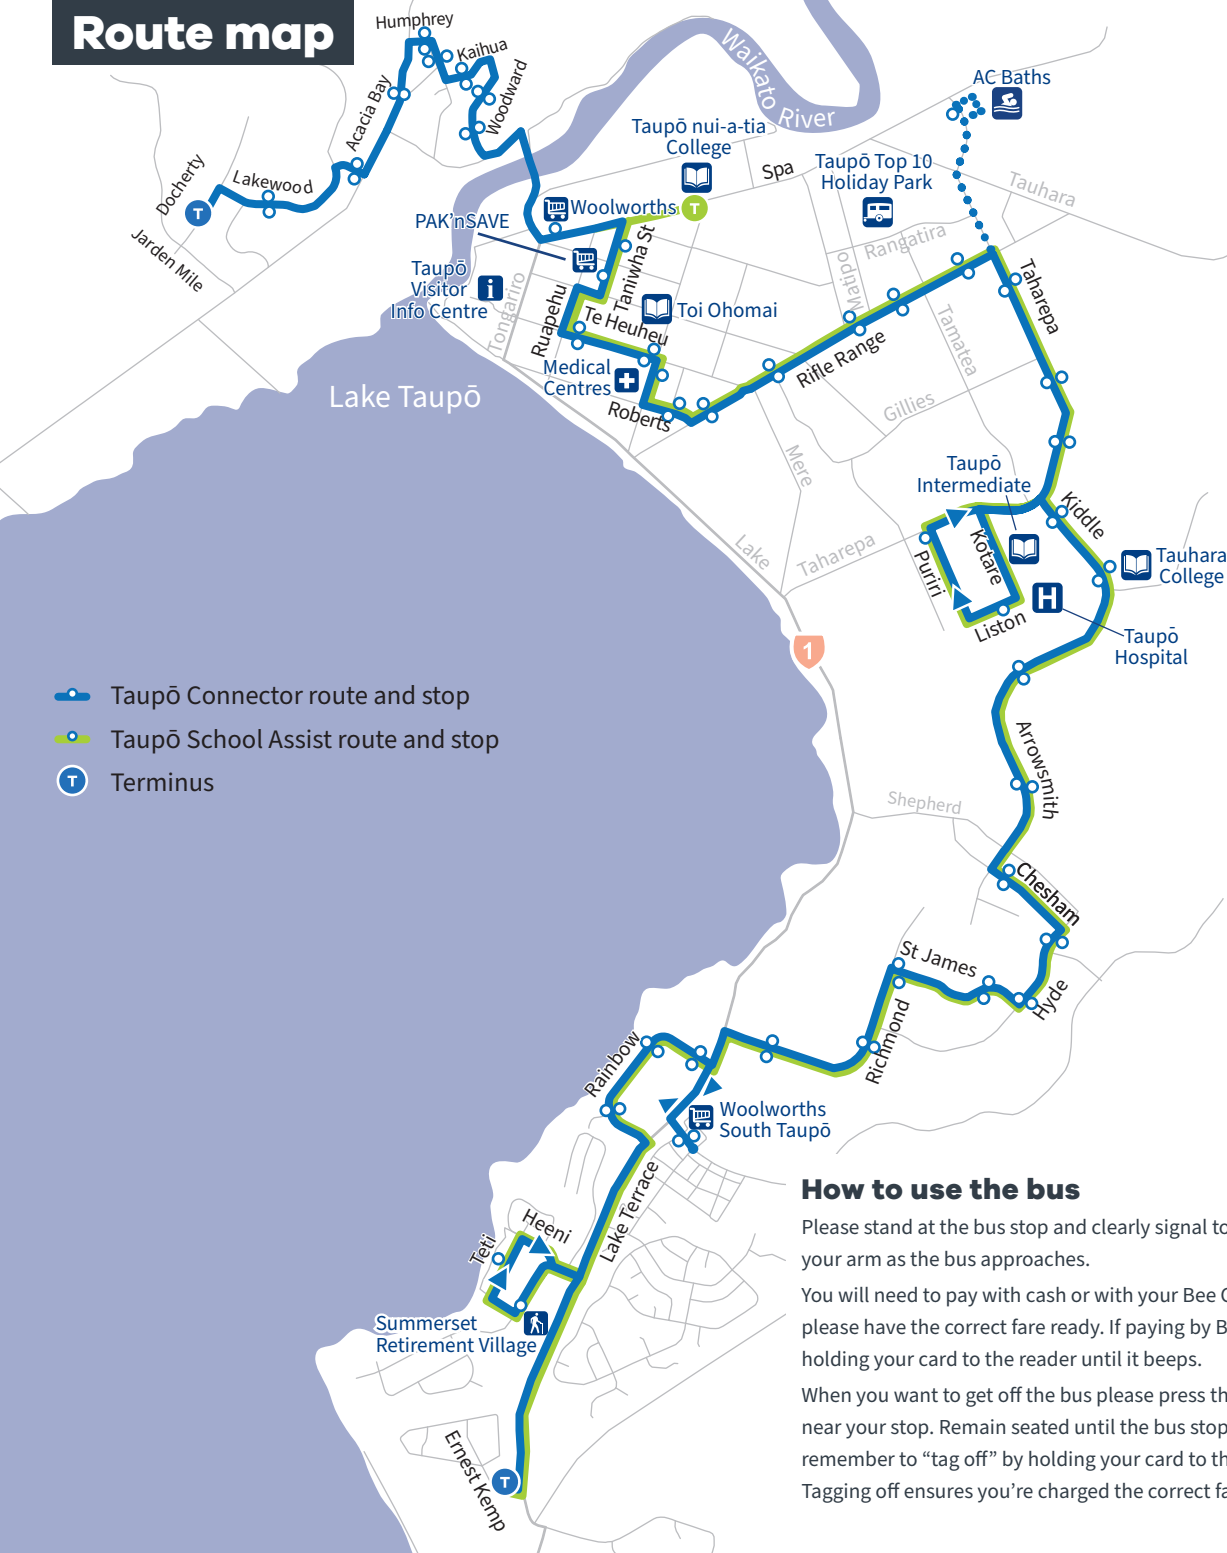 Route map
Humphrey
Kaihua
Woodward
Acacia Bay
Docherty
Lakewood
Jarden Mile
Waikato
River
AC Baths
Taupō nui-a-tia
College
T
Spa
Taupō Top 10
Holiday Park
Tauhara
T
Woolworths
PAK'nSAVE
Taniwha St
Rangatira
Matipo
Taupō
Visitor
Info Centre
i
Tongariro
Ruapehu
Te Heuheu
Toi Ohomai
Taharepa
Tamatea
Rifle Range
Medical
Centres
Roberts
Lake Taupō
Gillies
Mere
Taupō
Intermediate
Kiddle
Lake
Taharepa
Puriri
Kotare
Liston
H
Tauhara
College
Taupō
Hospital
1
Taupō Connector route and stop
Taupō School Assist route and stop
T
Terminus
Arrowsmith
Shepherd
Chesham
St James
Hyde
Richmond
Rainbow
Woolworths
South Taupō
Lake Terrace
Heeni
Teti
Summerset
Retirement Village
Ernest Kemp
T
How to use the bus
Please stand at the bus stop and clearly signal to
your arm as the bus approaches.
You will need to pay with cash or with your Bee
please have the correct fare ready. If paying by B
holding your card to the reader until it beeps.
When you want to get off the bus please press th
near your stop. Remain seated until the bus stop
remember to “tag off” by holding your card to th
Tagging off ensures you’re charged the correct fa